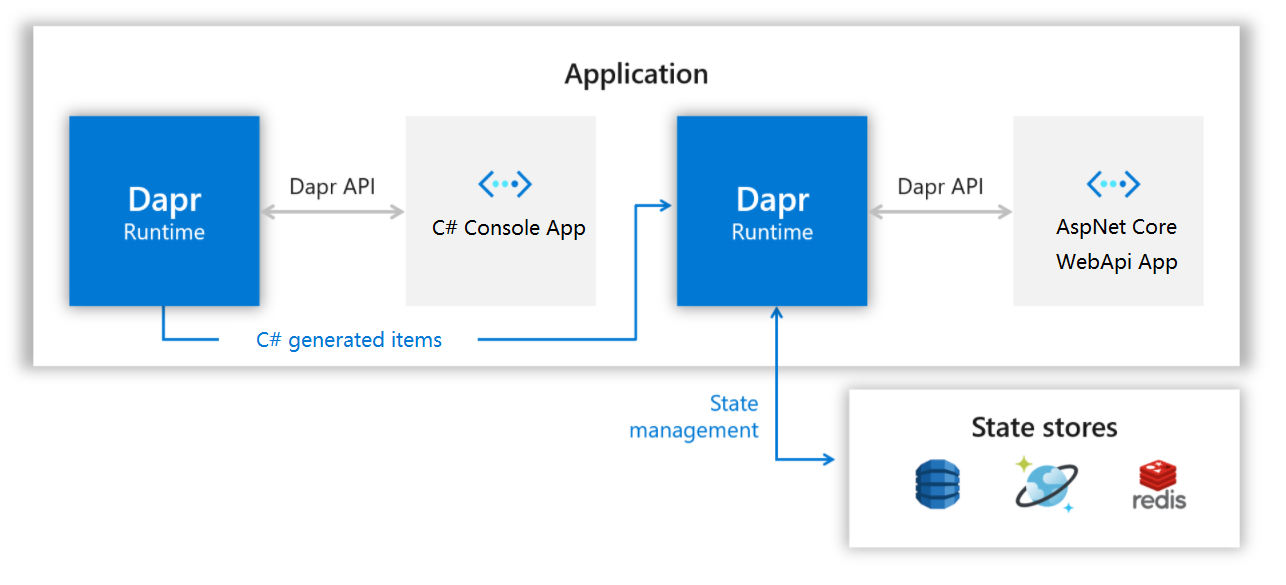 Application
Dapr
Runtime
Dapr API
C# Console App
Dapr
Runtime
Dapr API
AspNet Core
WebApi App
C# generated items
State
management
State stores
redis